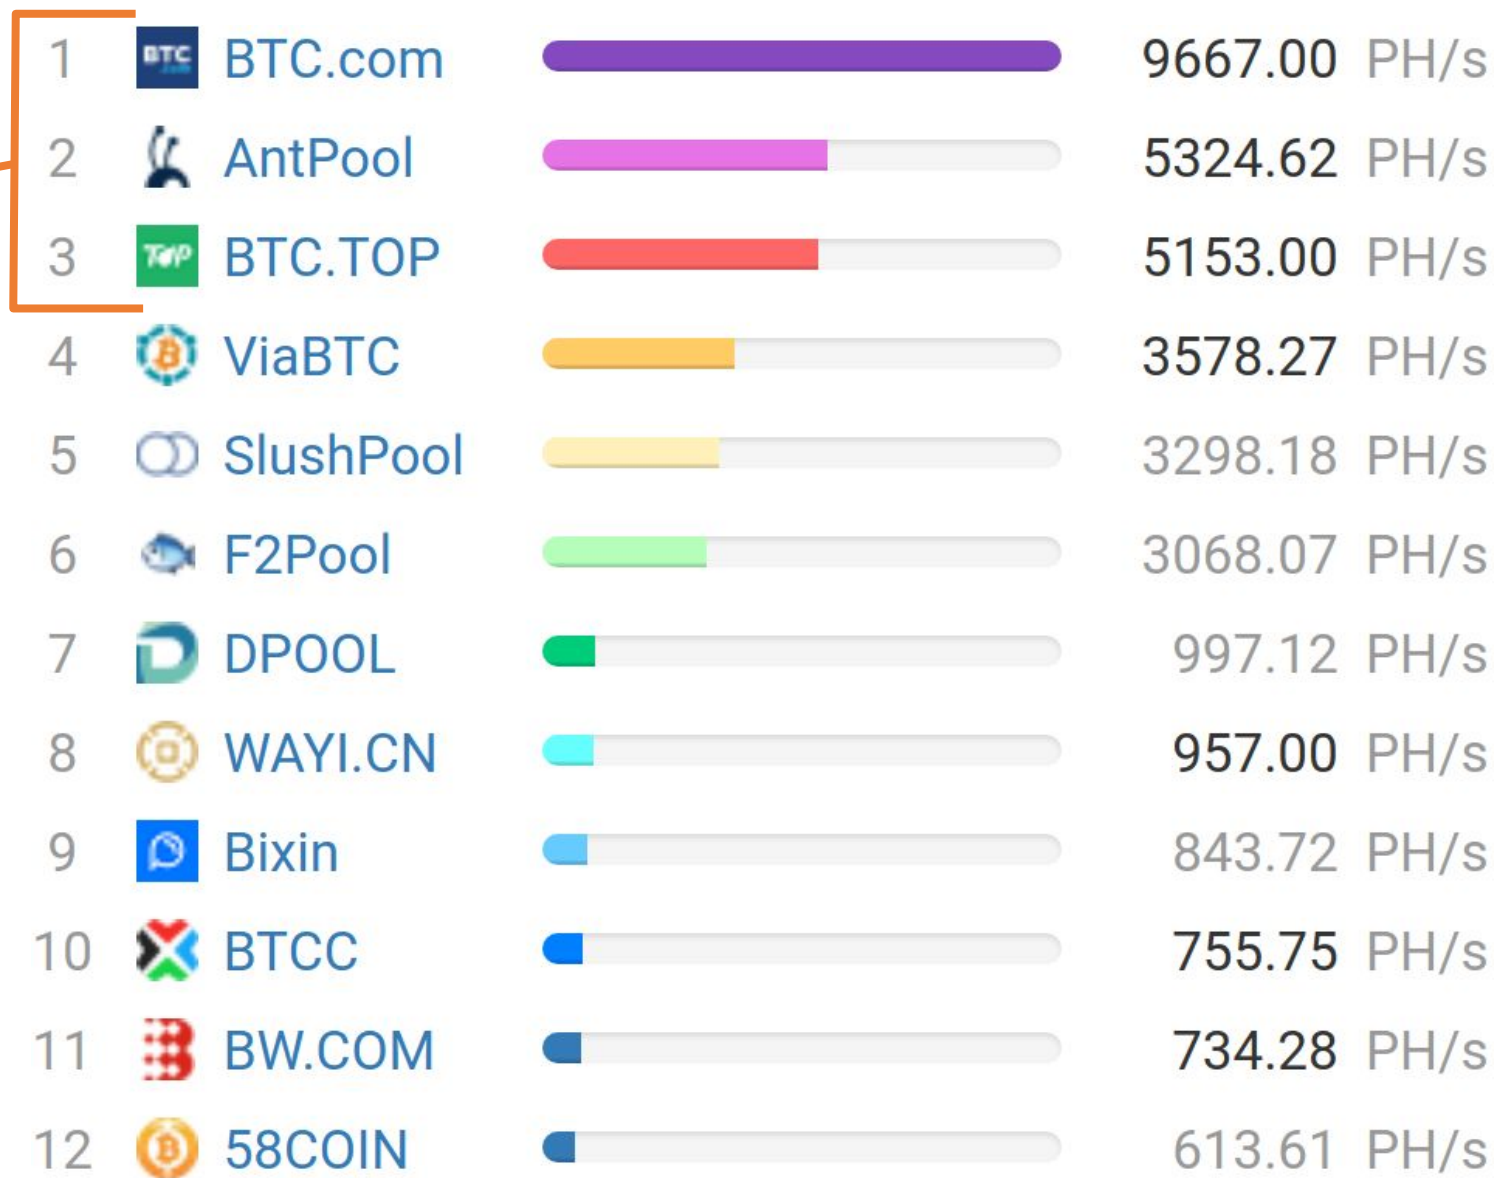 1 BTC .com BTC.com 9667.00 PH/s
2 AntPool 5324.62 PH/s
3 TOP BTC.TOP 5153.00 PH/s
4 ViaBTC 3578.27 PH/s
5 SlushPool 3298.18 PH/s
6 F2Pool 3068.07 PH/s
7 DPOOL 997.12 PH/s
8 WAYI.CN 957.00 PH/s
9 Bixin 843.72 PH/s
10 BTCC 755.75 PH/s
11 BW.COM 734.28 PH/s
12 58COIN 613.61 PH/s